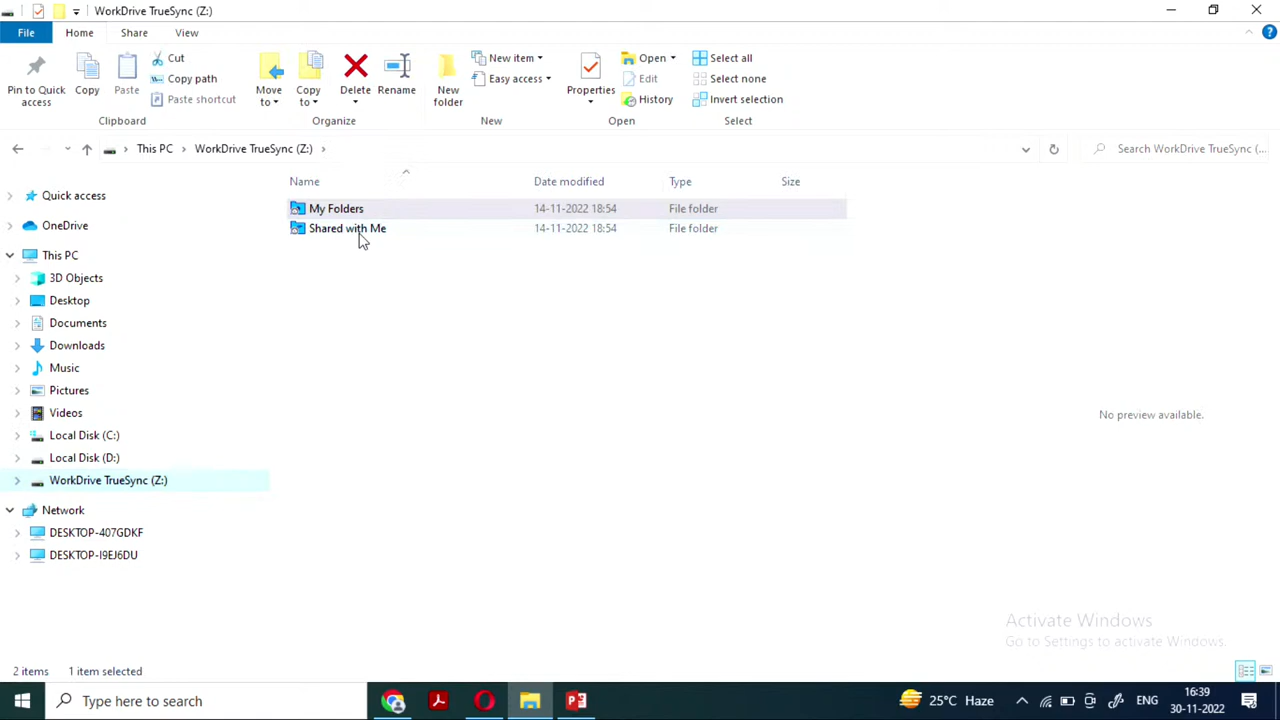 WorkDrive TrueSync (Z:)
File Home Share View
Pin to Quick access
Copy
Paste
Cut
Copy path
Paste shortcut
Move to
Copy to
Delete
Rename
New folder
New item
Easy access
Properties
Open
Edit
History
Select all
Select none
Invert selection
Clipboard Organize New Open Select
This PC > WorkDrive TrueSync (Z:) >
Search WorkDrive TrueSync (...
Name Date modified Type Size
My Folders 14-11-2022 18:54 File folder
Shared with Me 14-11-2022 18:54 File folder
Quick access
OneDrive
This PC
3D Objects
Desktop
Documents
Downloads
Music
Pictures
Videos
Local Disk (C:)
Local Disk (D:)
WorkDrive TrueSync (Z:)
Network
DESKTOP-407GDKF
DESKTOP-I9EJ6DU
No preview available.
Activate Windows
Go to Settings to activate Windows.
2 items 1 item selected
Type here to search
25°C Haze
ENG
16:39
30-11-2022